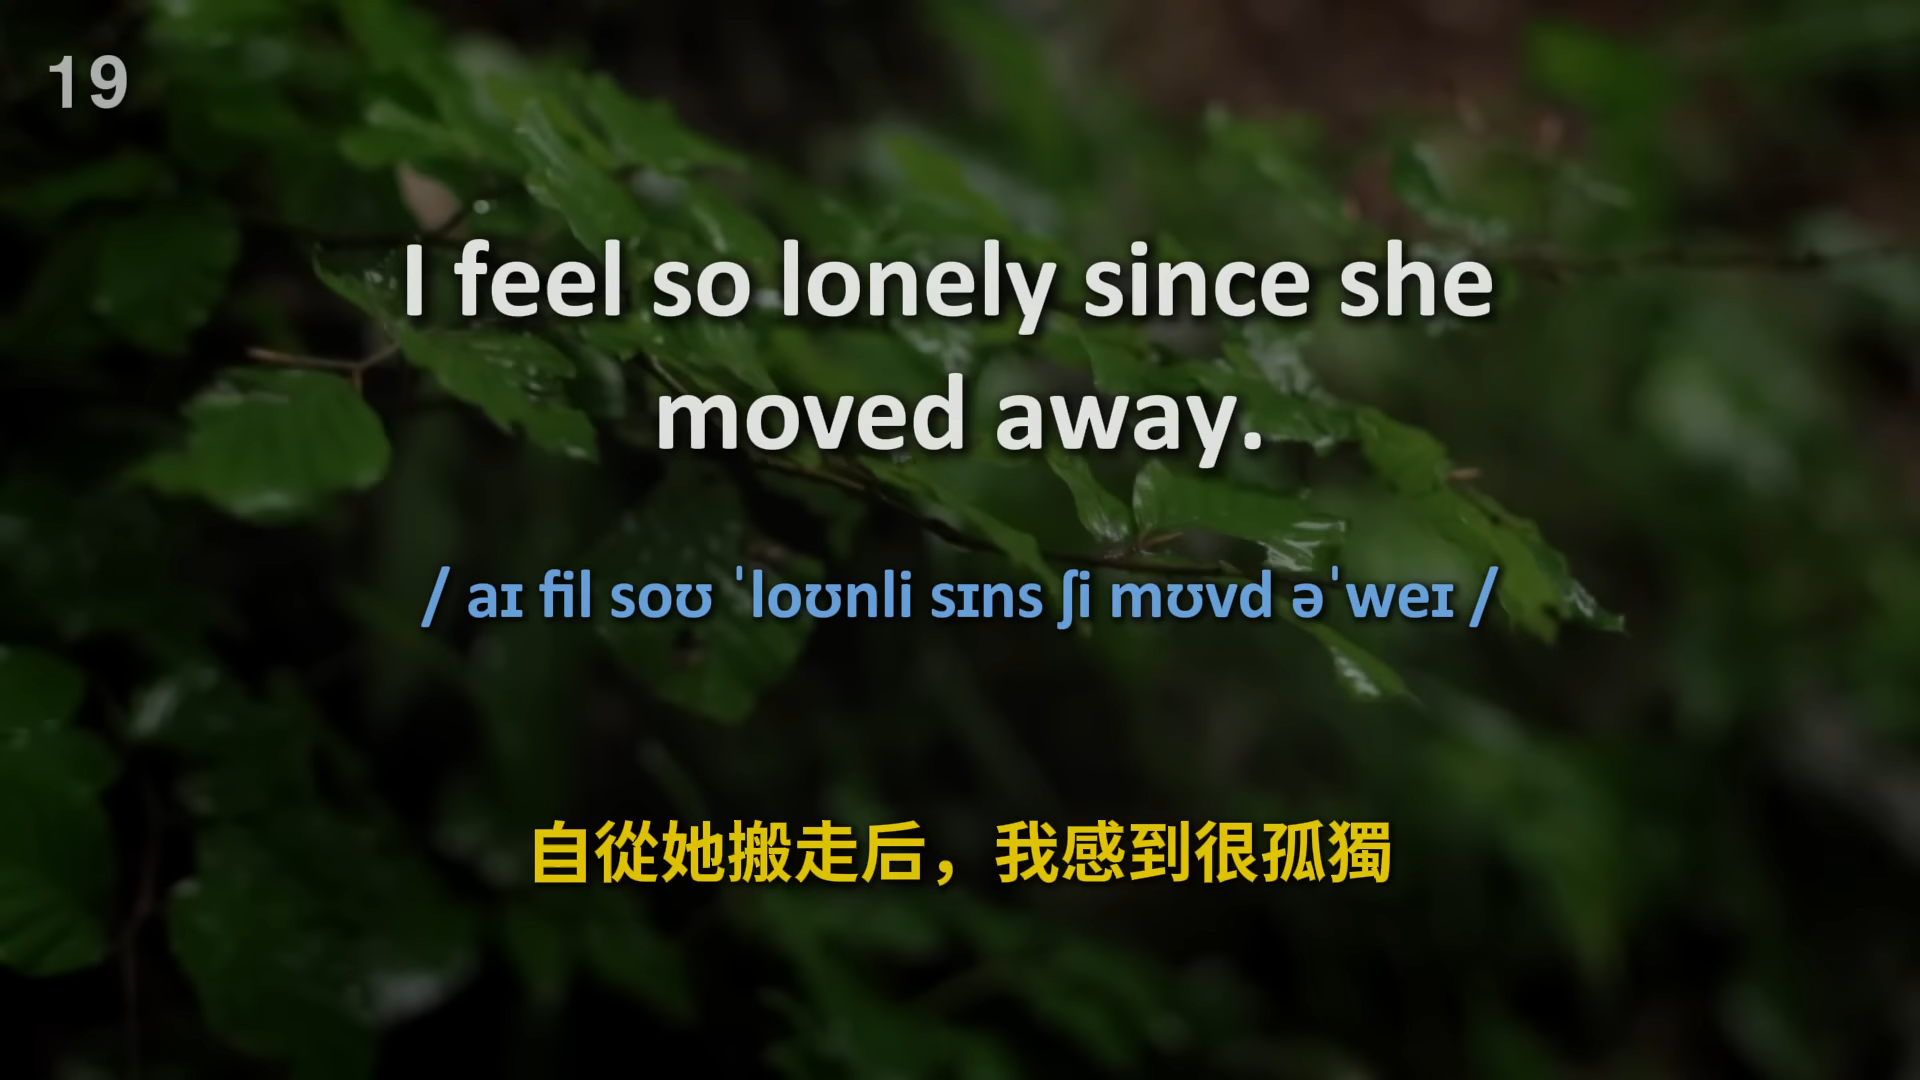 19
I feel so lonely since she
moved away.
/ aɪ fil soʊ ˈloʊnli sɪns ʃi mʊvd əˈweɪ /
自從她搬走后，我感到很孤獨